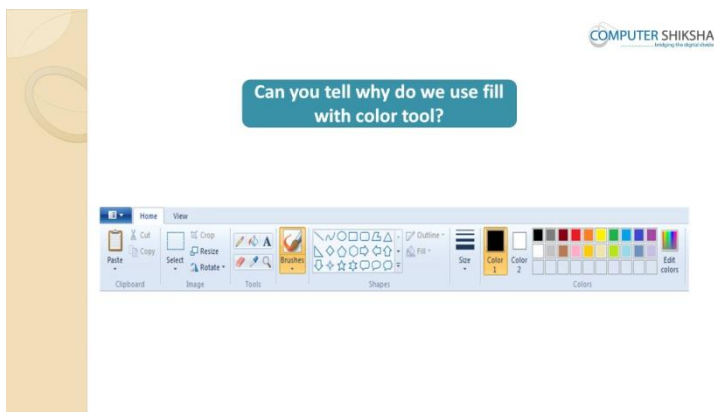 COMPUTER SHIKSHA
bridging the digital divide
Can you tell why do we use fill
with color tool?
Home View
Cut
Copy
Paste
Clipboard
Select
Crop
Resize
Rotate
Image
A
Tools
Brushes
Outline
Fill
Shapes
Size
Color 1
Color 2
Edit colors
Colors